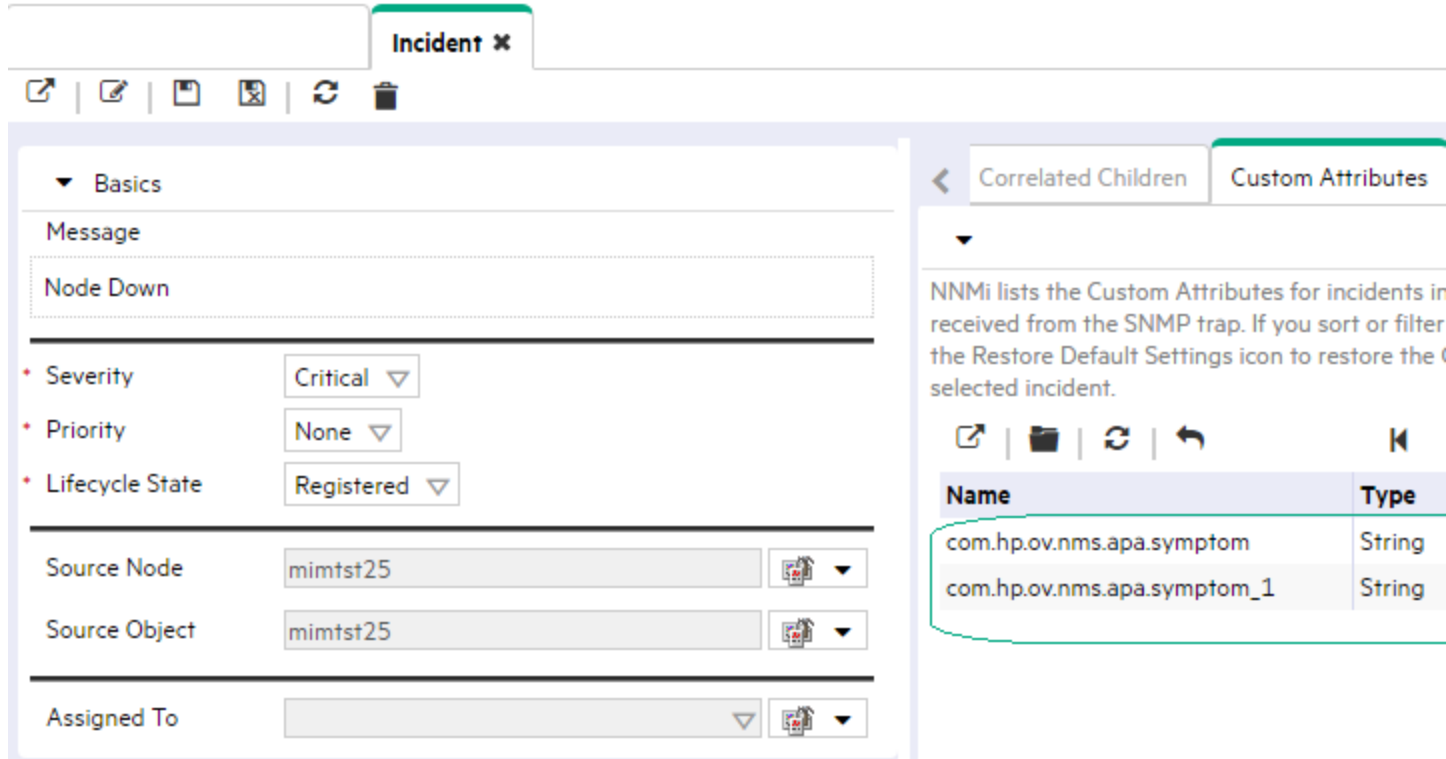 Incident ✖
Basics
Message
Node Down
* Severity
Critical
* Priority
None
* Lifecycle State
Registered
Source Node
mimtst25
Source Object
mimtst25
Assigned To
Correlated Children
Custom Attributes
NNMi lists the Custom Attributes for incidents in
received from the SNMP trap. If you sort or filter
the Restore Default Settings icon to restore the
selected incident.
Name Type
com.hp.ov.nms.apa.symptom String
com.hp.ov.nms.apa.symptom_1 String